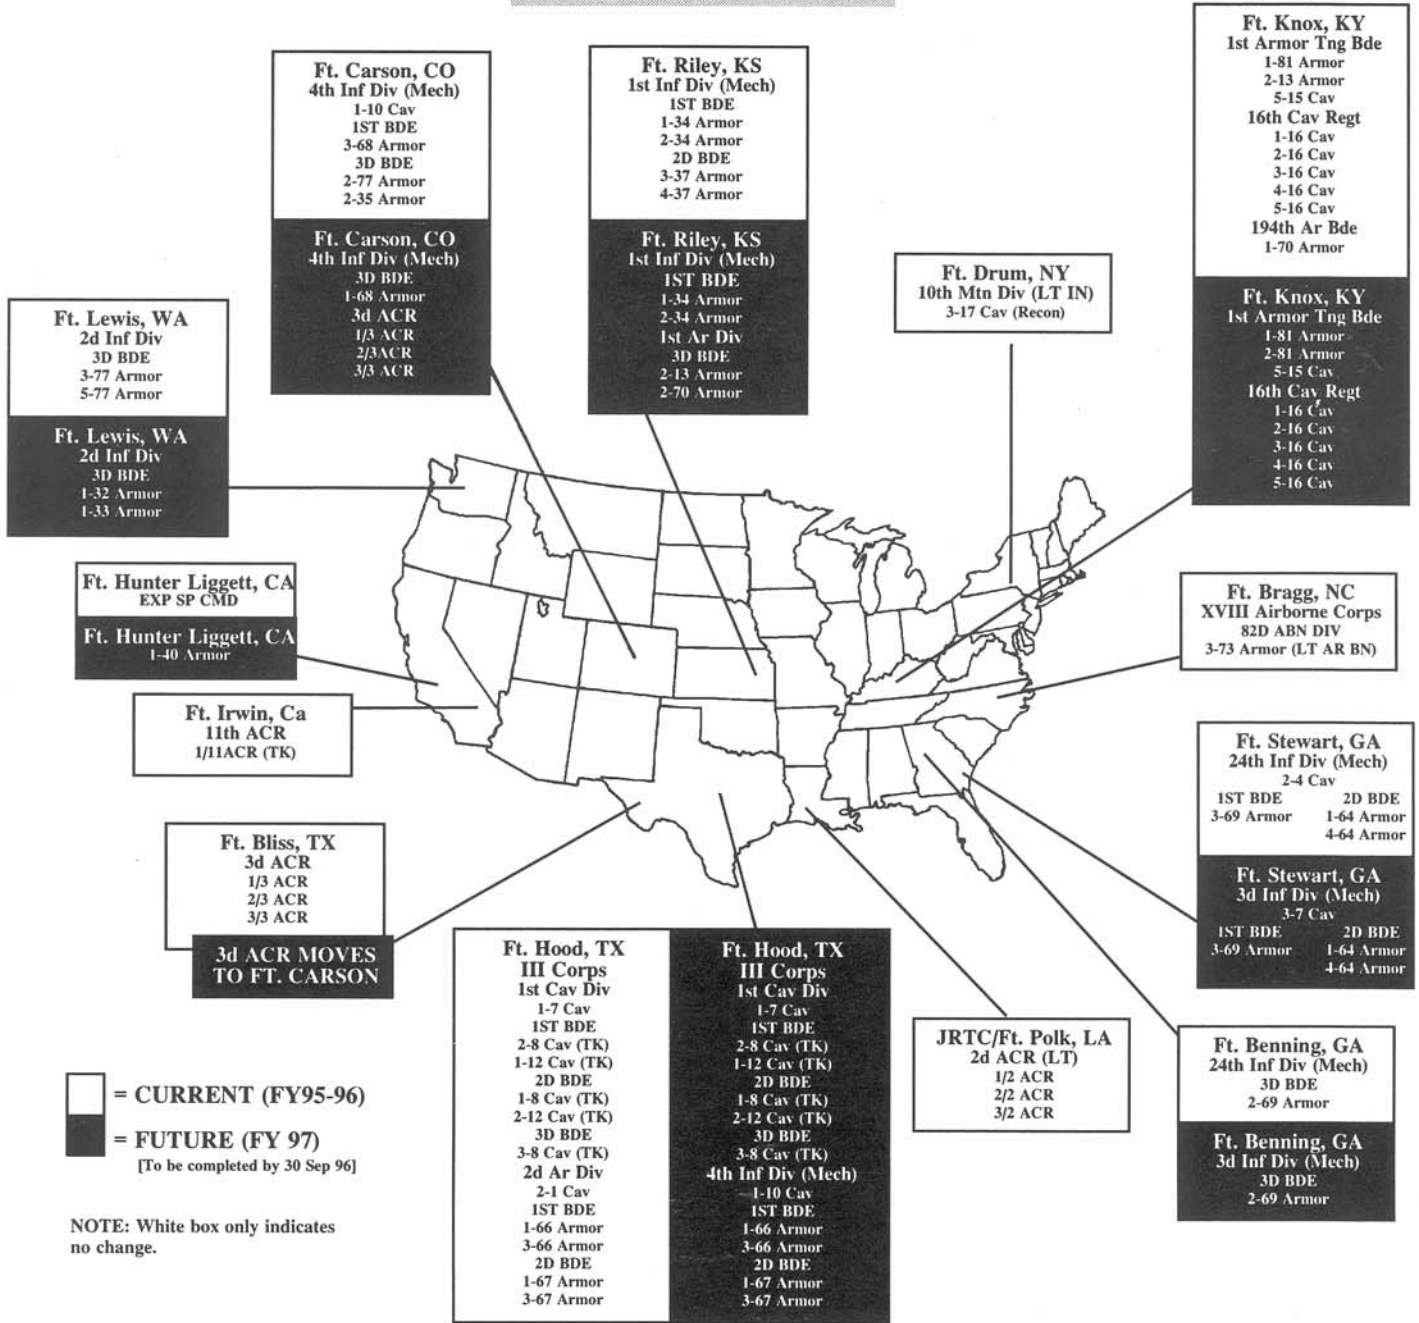 Ft. Knox, KY
1st Armor Tng Bde
1-81 Armor
2-13 Armor
5-15 Cav
16th Cav Regt
1-16 Cav
2-16 Cav
3-16 Cav
4-16 Cav
5-16 Cav
194th Ar Bde
1-70 Armor
Ft. Knox, KY
1st Armor Tng Bde
1-81 Armor
2-81 Armor
5-15 Cav
16th Cav Regt
1-16 Cav
2-16 Cav
3-16 Cav
4-16 Cav
5-16 Cav
Ft. Carson, CO
4th Inf Div (Mech)
1-10 Cav
1ST BDE
3-68 Armor
3D BDE
2-77 Armor
2-35 Armor
Ft. Carson, CO
4th Inf Div (Mech)
3D BDE
1-68 Armor
3d ACR
1/3 ACR
2/3ACR
3/3 ACR
Ft. Riley, KS
1st Inf Div (Mech)
1ST BDE
1-34 Armor
2-34 Armor
2D BDE
3-37 Armor
4-37 Armor
Ft. Riley, KS
1st Inf Div (Mech)
1ST BDE
1-34 Armor
2-34 Armor
1st Ar Div
3D BDE
2-13 Armor
2-70 Armor
Ft. Drum, NY
10th Mtn Div (LT IN)
3-17 Cav (Recon)
Ft. Lewis, WA
2d Inf Div
3D BDE
3-77 Armor
5-77 Armor
Ft. Lewis, WA
2d Inf Div
3D BDE
1-32 Armor
1-33 Armor
Ft. Hunter Liggett, CA
EXP SP CMD
Ft. Hunter Liggett, CA
1-40 Armor
Ft. Bragg, NC
XVIII Airborne Corps
82D ABN DIV
3-73 Armor (LT AR BN)
Ft. Irwin, Ca
11th ACR
1/11ACR (TK)
Ft. Stewart, GA
24th Inf Div (Mech)
2-4 Cav
1ST BDE 2D BDE
3-69 Armor 1-64 Armor
4-64 Armor
Ft. Stewart, GA
3d Inf Div (Mech)
3-7 Cav
1ST BDE 2D BDE
3-69 Armor 1-64 Armor
4-64 Armor
Ft. Bliss, TX
3d ACR
1/3 ACR
2/3 ACR
3/3 ACR
3d ACR MOVES
TO FT. CARSON
Ft. Hood, TX
III Corps
1st Cav Div
1-7 Cav
1ST BDE
2-8 Cav (TK)
1-12 Cav (TK)
2D BDE
1-8 Cav (TK)
2-12 Cav (TK)
3D BDE
3-8 Cav (TK)
2d Ar Div
2-1 Cav
1ST BDE
1-66 Armor
3-66 Armor
2D BDE
1-67 Armor
3-67 Armor
Ft. Hood, TX
III Corps
1st Cav Div
1-7 Cav
1ST BDE
2-8 Cav (TK)
1-12 Cav (TK)
2D BDE
1-8 Cav (TK)
2-12 Cav (TK)
3D BDE
3-8 Cav (TK)
4th Inf Div (Mech)
1-10 Cav
1ST BDE
1-66 Armor
3-66 Armor
2D BDE
1-67 Armor
3-67 Armor
JRTC/Ft. Polk, LA
2d ACR (LT)
1/2 ACR
2/2 ACR
3/2 ACR
Ft. Benning, GA
24th Inf Div (Mech)
3D BDE
2-69 Armor
Ft. Benning, GA
3d Inf Div (Mech)
3D BDE
2-69 Armor
= CURRENT (FY95-96)
= FUTURE (FY 97)
[To be completed by 30 Sep 96]
NOTE: White box only indicates
no change.